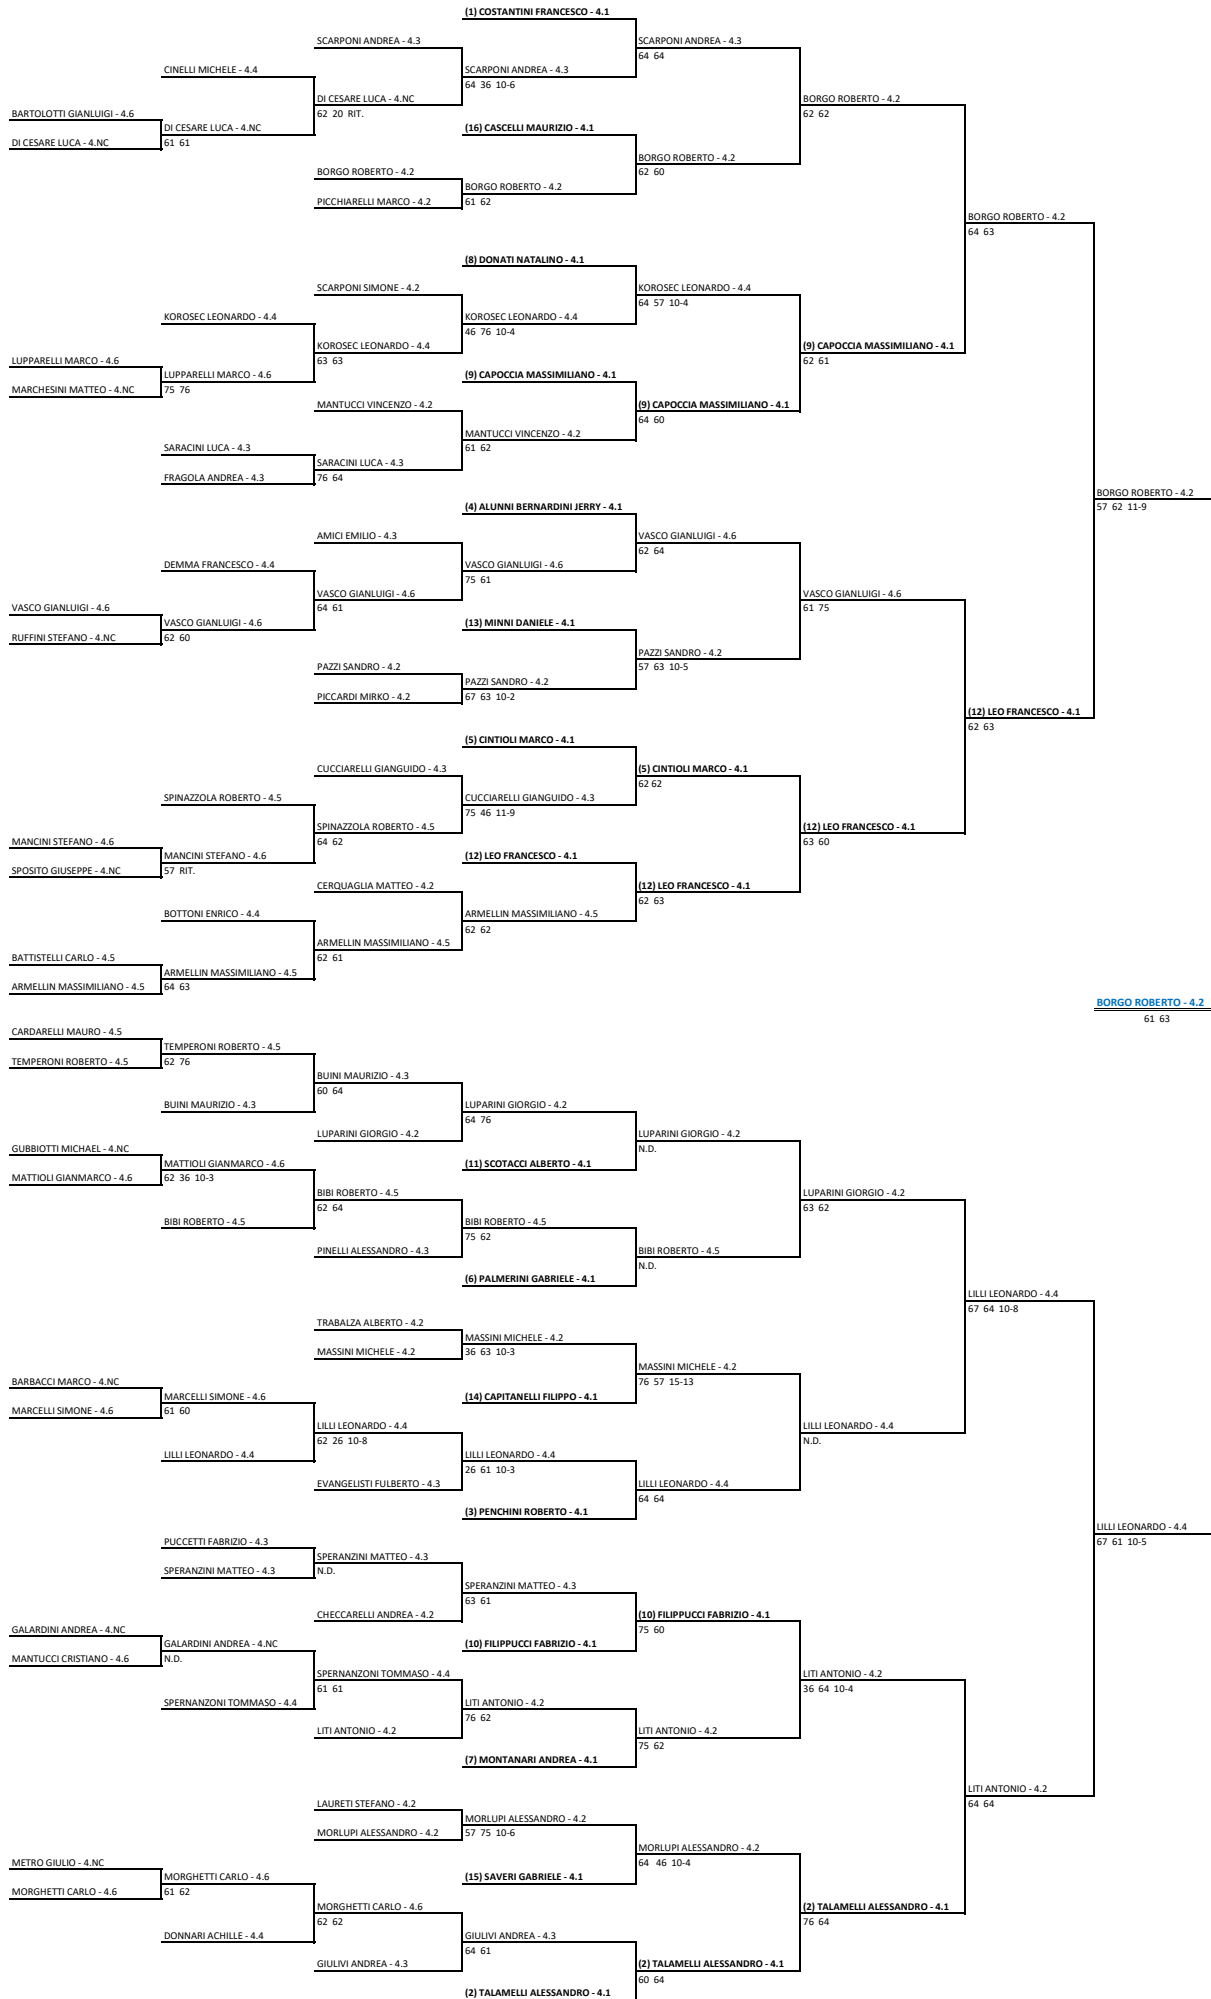 (1) COSTANTINI FRANCESCO - 4.1
SCARPONI ANDREA - 4.3
SCARPONI ANDREA - 4.3
64 64
CINELLI MICHELE - 4.4
SCARPONI ANDREA - 4.3
64 36 10-6
DI CESARE LUCA - 4.NC
62 20 RIT.
BORGO ROBERTO - 4.2
62 62
BARTOLOTTI GIANLUIGI - 4.6
DI CESARE LUCA - 4.NC
61 61
(16) CASCELLI MAURIZIO - 4.1
DI CESARE LUCA - 4.NC
BORGO ROBERTO - 4.2
62 60
BORGO ROBERTO - 4.2
BORGO ROBERTO - 4.2
61 62
PICCHIARELLI MARCO - 4.2
BORGO ROBERTO - 4.2
64 63
(8) DONATI NATALINO - 4.1
SCARPONI SIMONE - 4.2
KOROSEC LEONARDO - 4.4
64 57 10-4
KOROSEC LEONARDO - 4.4
KOROSEC LEONARDO - 4.4
46 76 10-4
KOROSEC LEONARDO - 4.4
63 63
(9) CAPOCCIA MASSIMILIANO - 4.1
62 61
LUPPARELLI MARCO - 4.6
LUPPARELLI MARCO - 4.6
75 76
(9) CAPOCCIA MASSIMILIANO - 4.1
MARCHESINI MATTEO - 4.NC
MANTUCCI VINCENZO - 4.2
(9) CAPOCCIA MASSIMILIANO - 4.1
64 60
MANTUCCI VINCENZO - 4.2
61 62
SARACINI LUCA - 4.3
SARACINI LUCA - 4.3
76 64
FRAGOLA ANDREA - 4.3
BORGO ROBERTO - 4.2
57 62 11-9
(4) ALUNNI BERNARDINI JERRY - 4.1
AMICI EMILIO - 4.3
VASCO GIANLUIGI - 4.6
62 64
DEMMA FRANCESCO - 4.4
VASCO GIANLUIGI - 4.6
75 61
VASCO GIANLUIGI - 4.6
64 61
VASCO GIANLUIGI - 4.6
61 75
VASCO GIANLUIGI - 4.6
VASCO GIANLUIGI - 4.6
62 60
(13) MINNI DANIELE - 4.1
RUFFINI STEFANO - 4.NC
PAZZI SANDRO - 4.2
57 63 10-5
PAZZI SANDRO - 4.2
PAZZI SANDRO - 4.2
67 63 10-2
PICCARDI MIRKO - 4.2
(12) LEO FRANCESCO - 4.1
62 63
(5) CINTIOLI MARCO - 4.1
CUCCIARELLI GIANGUIDO - 4.3
(5) CINTIOLI MARCO - 4.1
62 62
SPINAZZOLA ROBERTO - 4.5
CUCCIARELLI GIANGUIDO - 4.3
75 46 11-9
SPINAZZOLA ROBERTO - 4.5
64 62
(12) LEO FRANCESCO - 4.1
63 60
MANCINI STEFANO - 4.6
MANCINI STEFANO - 4.6
57 RIT.
(12) LEO FRANCESCO - 4.1
SPOSITO GIUSEPPE - 4.NC
CERQUAGLIA MATTEO - 4.2
(12) LEO FRANCESCO - 4.1
62 63
BOTTONI ENRICO - 4.4
ARMELLIN MASSIMILIANO - 4.5
62 62
ARMELLIN MASSIMILIANO - 4.5
62 61
BATTISTELLI CARLO - 4.5
ARMELLIN MASSIMILIANO - 4.5
64 63
ARMELLIN MASSIMILIANO - 4.5
BORGO ROBERTO - 4.2
61 63
CARDARELLI MAURO - 4.5
TEMPERONI ROBERTO - 4.5
62 76
TEMPERONI ROBERTO - 4.5
BUINI MAURIZIO - 4.3
60 64
BUINI MAURIZIO - 4.3
LUPARINI GIORGIO - 4.2
64 76
LUPARINI GIORGIO - 4.2
LUPARINI GIORGIO - 4.2
N.D.
GUBBIOTTI MICHAEL - 4.NC
MATTIOLI GIANMARCO - 4.6
62 36 10-3
(11) SCOTACCI ALBERTO - 4.1
MATTIOLI GIANMARCO - 4.6
BIBI ROBERTO - 4.5
62 64
LUPARINI GIORGIO - 4.2
63 62
BIBI ROBERTO - 4.5
BIBI ROBERTO - 4.5
75 62
PINELLI ALESSANDRO - 4.3
BIBI ROBERTO - 4.5
N.D.
(6) PALMERINI GABRIELE - 4.1
LILLI LEONARDO - 4.4
67 64 10-8
TRABALZA ALBERTO - 4.2
MASSINI MICHELE - 4.2
36 63 10-3
MASSINI MICHELE - 4.2
MASSINI MICHELE - 4.2
76 57 15-13
BARBACCI MARCO - 4.NC
MARCELLI SIMONE - 4.6
61 60
(14) CAPITANELLI FILIPPO - 4.1
MARCELLI SIMONE - 4.6
LILLI LEONARDO - 4.4
62 26 10-8
LILLI LEONARDO - 4.4
N.D.
LILLI LEONARDO - 4.4
LILLI LEONARDO - 4.4
26 61 10-3
EVANGELISTI FULBERTO - 4.3
LILLI LEONARDO - 4.4
64 64
(3) PENCHINI ROBERTO - 4.1
LILLI LEONARDO - 4.4
67 61 10-5
PUCCETTI FABRIZIO - 4.3
SPERANZINI MATTEO - 4.3
N.D.
SPERANZINI MATTEO - 4.3
SPERANZINI MATTEO - 4.3
63 61
CHECCARELLI ANDREA - 4.2
(10) FILIPPUCCI FABRIZIO - 4.1
75 60
GALARDINI ANDREA - 4.NC
GALARDINI ANDREA - 4.NC
N.D.
(10) FILIPPUCCI FABRIZIO - 4.1
MANTUCCI CRISTIANO - 4.6
SPERNANZONI TOMMASO - 4.4
61 61
LITI ANTONIO - 4.2
36 64 10-4
SPERNANZONI TOMMASO - 4.4
LITI ANTONIO - 4.2
76 62
LITI ANTONIO - 4.2
LITI ANTONIO - 4.2
75 62
(7) MONTANARI ANDREA - 4.1
LITI ANTONIO - 4.2
64 64
LAURETI STEFANO - 4.2
MORLUPI ALESSANDRO - 4.2
57 75 10-6
MORLUPI ALESSANDRO - 4.2
MORLUPI ALESSANDRO - 4.2
64 46 10-4
METRO GIULIO - 4.NC
MORGHETTI CARLO - 4.6
61 62
(15) SAVERI GABRIELE - 4.1
MORGHETTI CARLO - 4.6
MORGHETTI CARLO - 4.6
62 62
(2) TALAMELLI ALESSANDRO - 4.1
76 64
DONNARI ACHILLE - 4.4
GIULIVI ANDREA - 4.3
64 61
GIULIVI ANDREA - 4.3
(2) TALAMELLI ALESSANDRO - 4.1
60 64
(2) TALAMELLI ALESSANDRO - 4.1